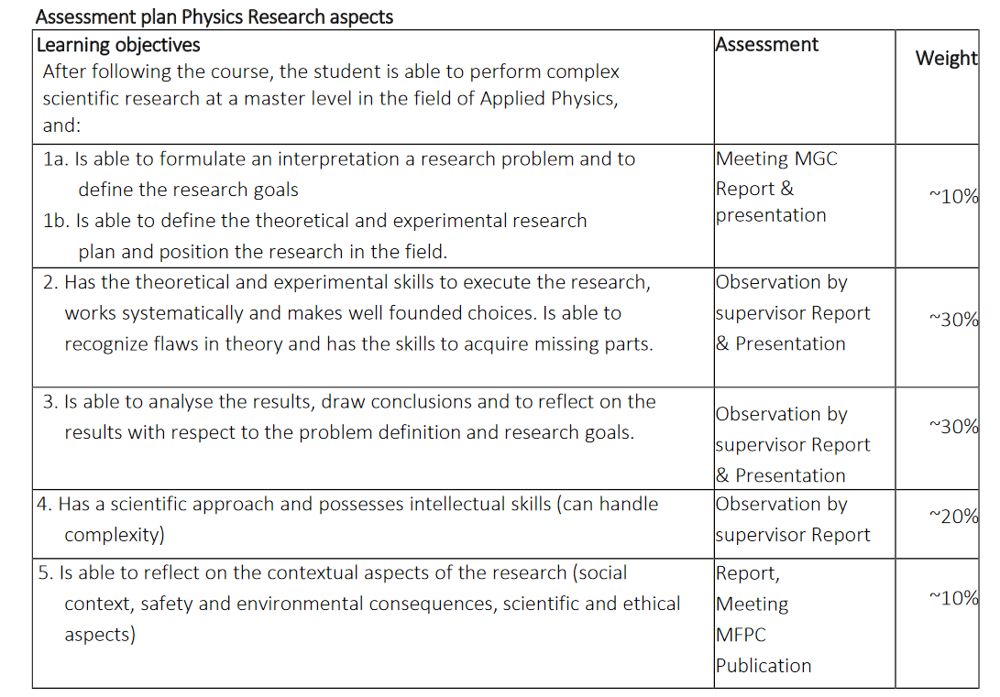 Assessment plan Physics Research aspects
Learning objectives
After following the course, the student is able to perform complex
scientific research at a master level in the field of Applied Physics,
and:
Assessment
Weight
1a. Is able to formulate an interpretation a research problem and to
define the research goals
1b. Is able to define the theoretical and experimental research
plan and position the research in the field.
Meeting MGC
Report &
presentation
~10%
2. Has the theoretical and experimental skills to execute the research,
works systematically and makes well founded choices. Is able to
recognize flaws in theory and has the skills to acquire missing parts.
Observation by
supervisor Report
& Presentation
~30%
3. Is able to analyse the results, draw conclusions and to reflect on the
results with respect to the problem definition and research goals.
Observation by
supervisor Report
& Presentation
~30%
4. Has a scientific approach and possesses intellectual skills (can handle
complexity)
Observation by
supervisor Report
~20%
5. Is able to reflect on the contextual aspects of the research (social
context, safety and environmental consequences, scientific and ethical
aspects)
Report,
Meeting
MFPC
Publication
~10%